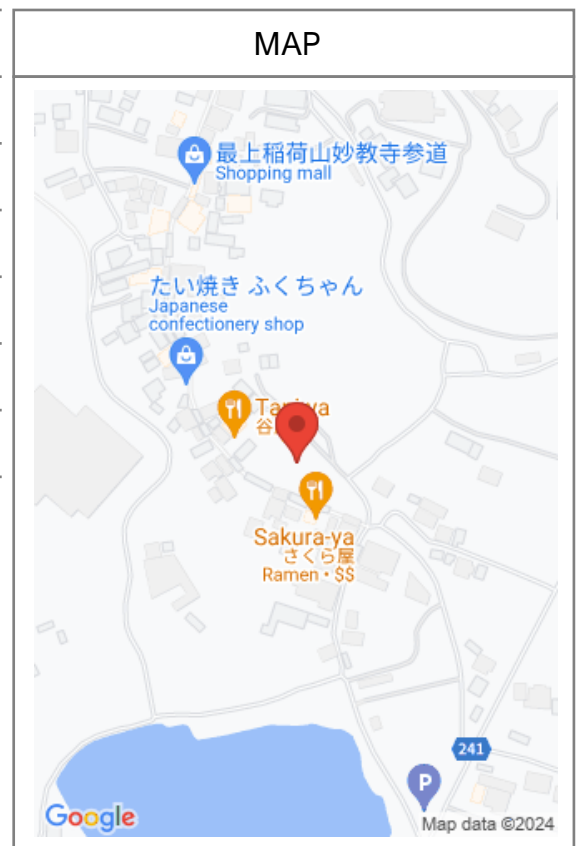 MAP
最上稲荷山妙教寺参道
Shopping mall
たい焼き ふくちゃん
Japanese
confectionery shop
谷
Sakura-ya
さくら屋
Ramen・$$
241
P
Google
Map data ©2024